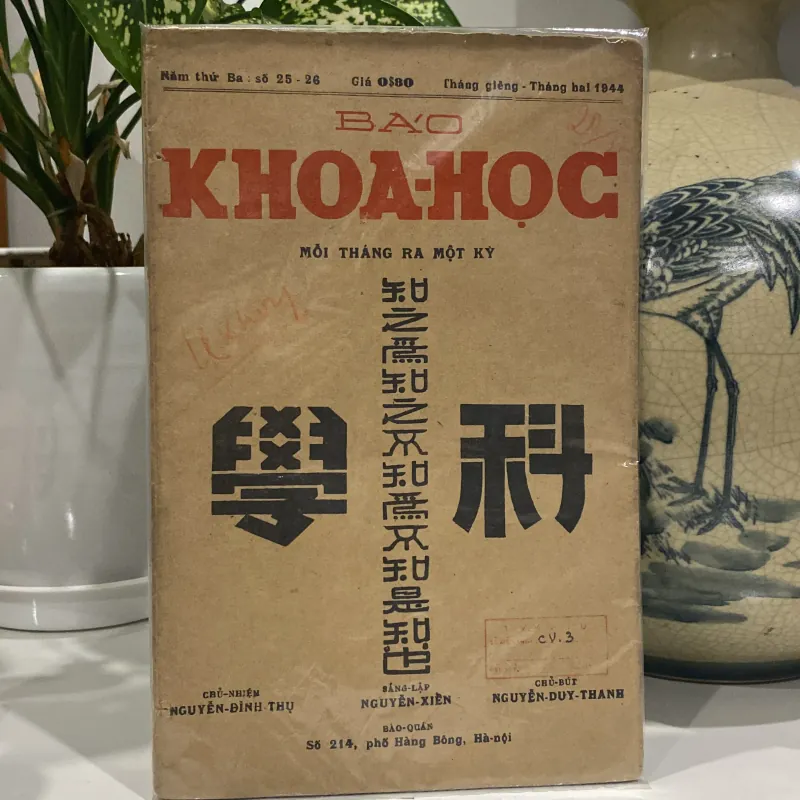 Năm thứ Ba : số 25 - 26 Giá 0$80 Tháng giêng - Tháng hai 1944
BÁO
KHOA-HỌC
MỖI THÁNG RA MỘT KỲ
知之爲知之不知爲不知是知也
科學
CV.3
CHỦ-NHIỆM
NGUYỄN-ĐÌNH THỤ
SÁNG-LẬP
NGUYỄN-XIỂN
CHỦ-BÚT
NGUYỄN-DUY-THANH
BÁO-QUÁN
Số 214, phố Hàng Bông, Hà-nội